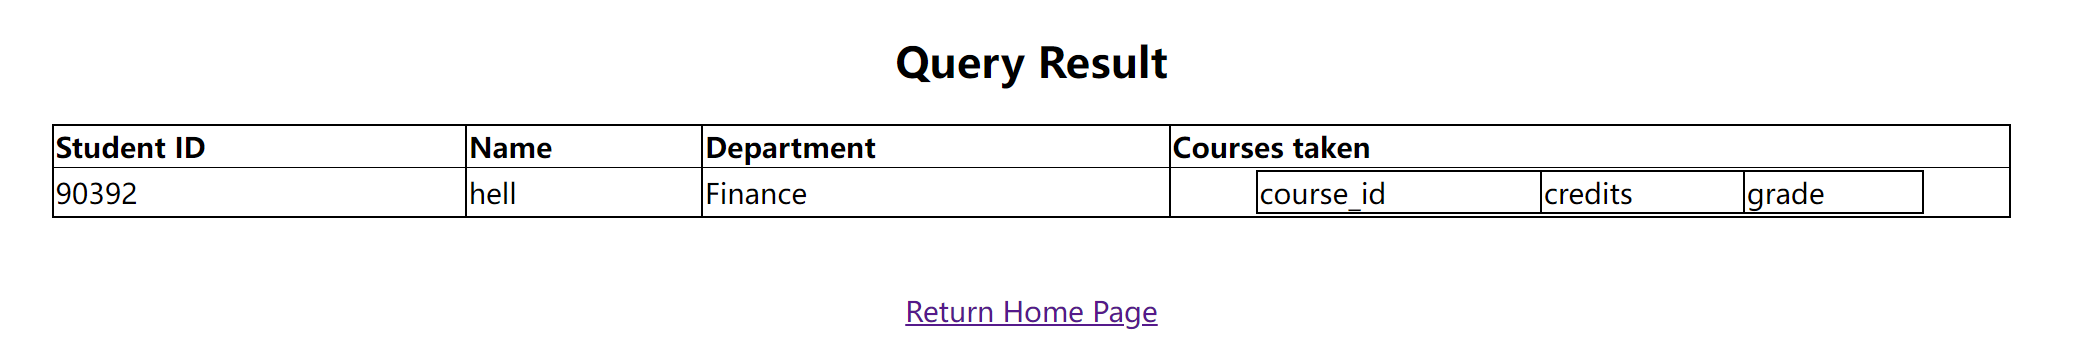 Query Result
Student ID Name Department Courses taken
90392 hell Finance course_id credits grade
Return Home Page